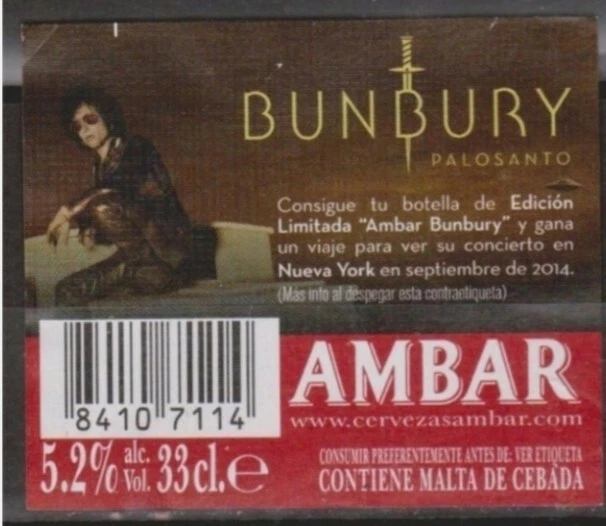 BUNBURY
PALOSANTO
Consigue tu botella de Edición
Limitada "Ambar Bunbury" y gana
un viaje para ver su concierto en
Nueva York en septiembre de 2014.
(Más info al despegar esta contraetiqueta)
8410 7114
AMBAR
www.cervezasambar.com
5.2% alc. Vol. 33cl. e
CONSUMIR PREFERENTEMENTE ANTES DE: VER ETIQUETA
CONTIENE MALTA DE CEBADA